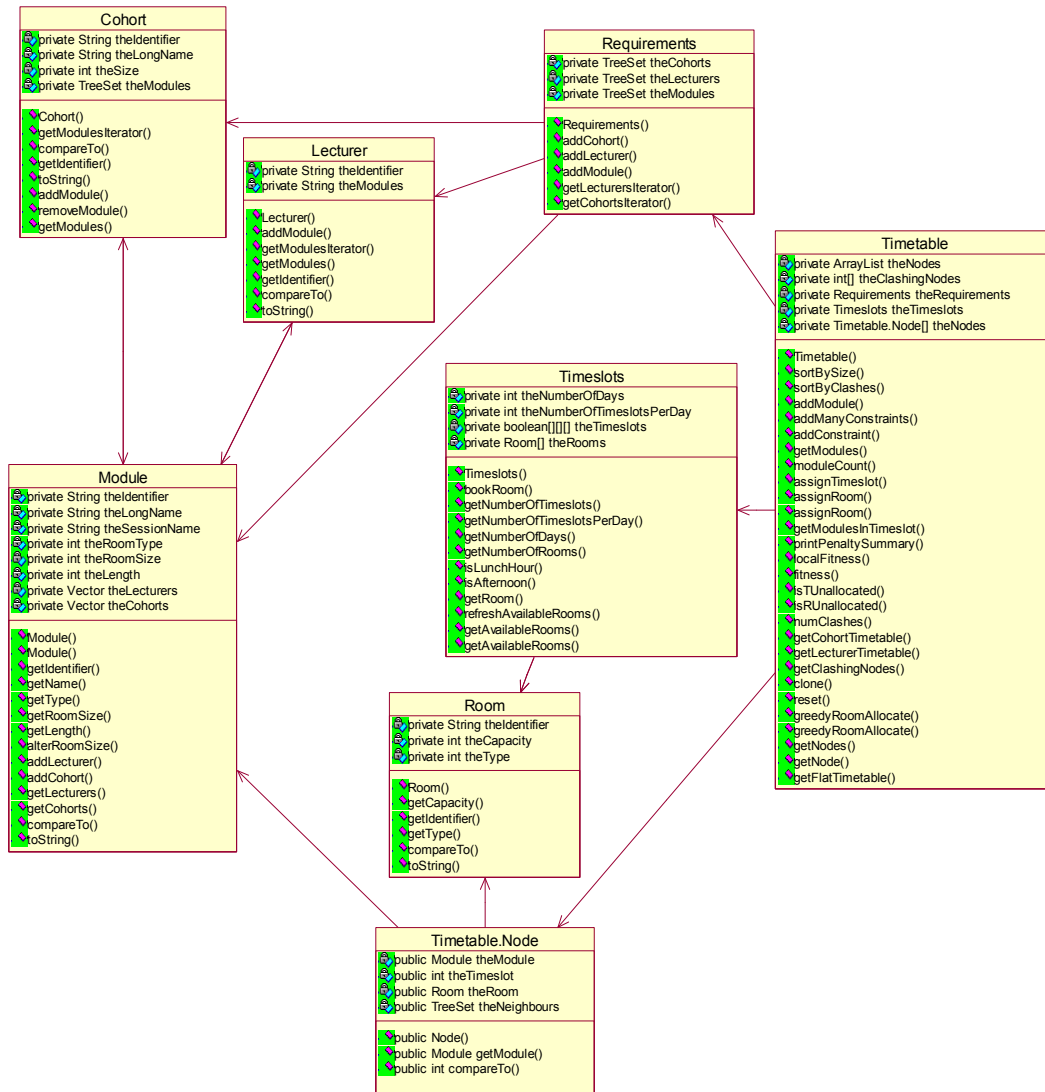 Cohort
private String theIdentifier
private String theLongName
private int theSize
private TreeSet theModules
Cohort()
getModulesIterator()
compareTo()
getIdentifier()
toString()
addModule()
removeModule()
getModules()
Requirements
private TreeSet theCohorts
private TreeSet theLecturers
private TreeSet theModules
Requirements()
addCohort()
addLecturer()
addModule()
getLecturersIterator()
getCohortsIterator()
Lecturer
private String theIdentifier
private String theModules
Lecturer()
addModule()
getModulesIterator()
getModules()
getIdentifier()
compareTo()
toString()
Timetable
private ArrayList theNodes
private int[] theClashingNodes
private Requirements theRequirements
private Timeslots theTimeslots
private Timetable.Node[] theNodes
Timetable()
sortBySize()
sortByClashes()
addModule()
addManyConstraints()
addConstraint()
getModules()
moduleCount()
assignTimeslot()
assignRoom()
assignRoom()
getModulesInTimeslot()
printPenaltySummary()
localFitness()
fitness()
isTUnallocated()
isRUnallocated()
numClashes()
getCohortTimetable()
getLecturerTimetable()
getClashingNodes()
clone()
reset()
greedyRoomAllocate()
greedyRoomAllocate()
getNodes()
getNode()
getFlatTimetable()
Timeslots
private int theNumberOfDays
private int theNumberOfTimeslotsPerDay
private boolean[][][] theTimeslots
private Room[] theRooms
Timeslots()
bookRoom()
getNumberOfTimeslots()
getNumberOfTimeslotsPerDay()
getNumberOfDays()
getNumberOfRooms()
isLunchHour()
isAfternoon()
getRoom()
refreshAvailableRooms()
getAvailableRooms()
getAvailableRooms()
Module
private String theIdentifier
private String theLongName
private String theSessionName
private int theRoomType
private int theRoomSize
private int theLength
private Vector theLecturers
private Vector theCohorts
Module()
Module()
getIdentifier()
getName()
getType()
getRoomSize()
getLength()
alterRoomSize()
addLecturer()
addCohort()
getLecturers()
getCohorts()
compareTo()
toString()
Room
private String theIdentifier
private int theCapacity
private int theType
Room()
getCapacity()
getIdentifier()
getType()
compareTo()
toString()
Timetable.Node
public Module theModule
public int theTimeslot
public Room theRoom
public TreeSet theNeighbours
public Node()
public Module getModule()
public int compareTo()